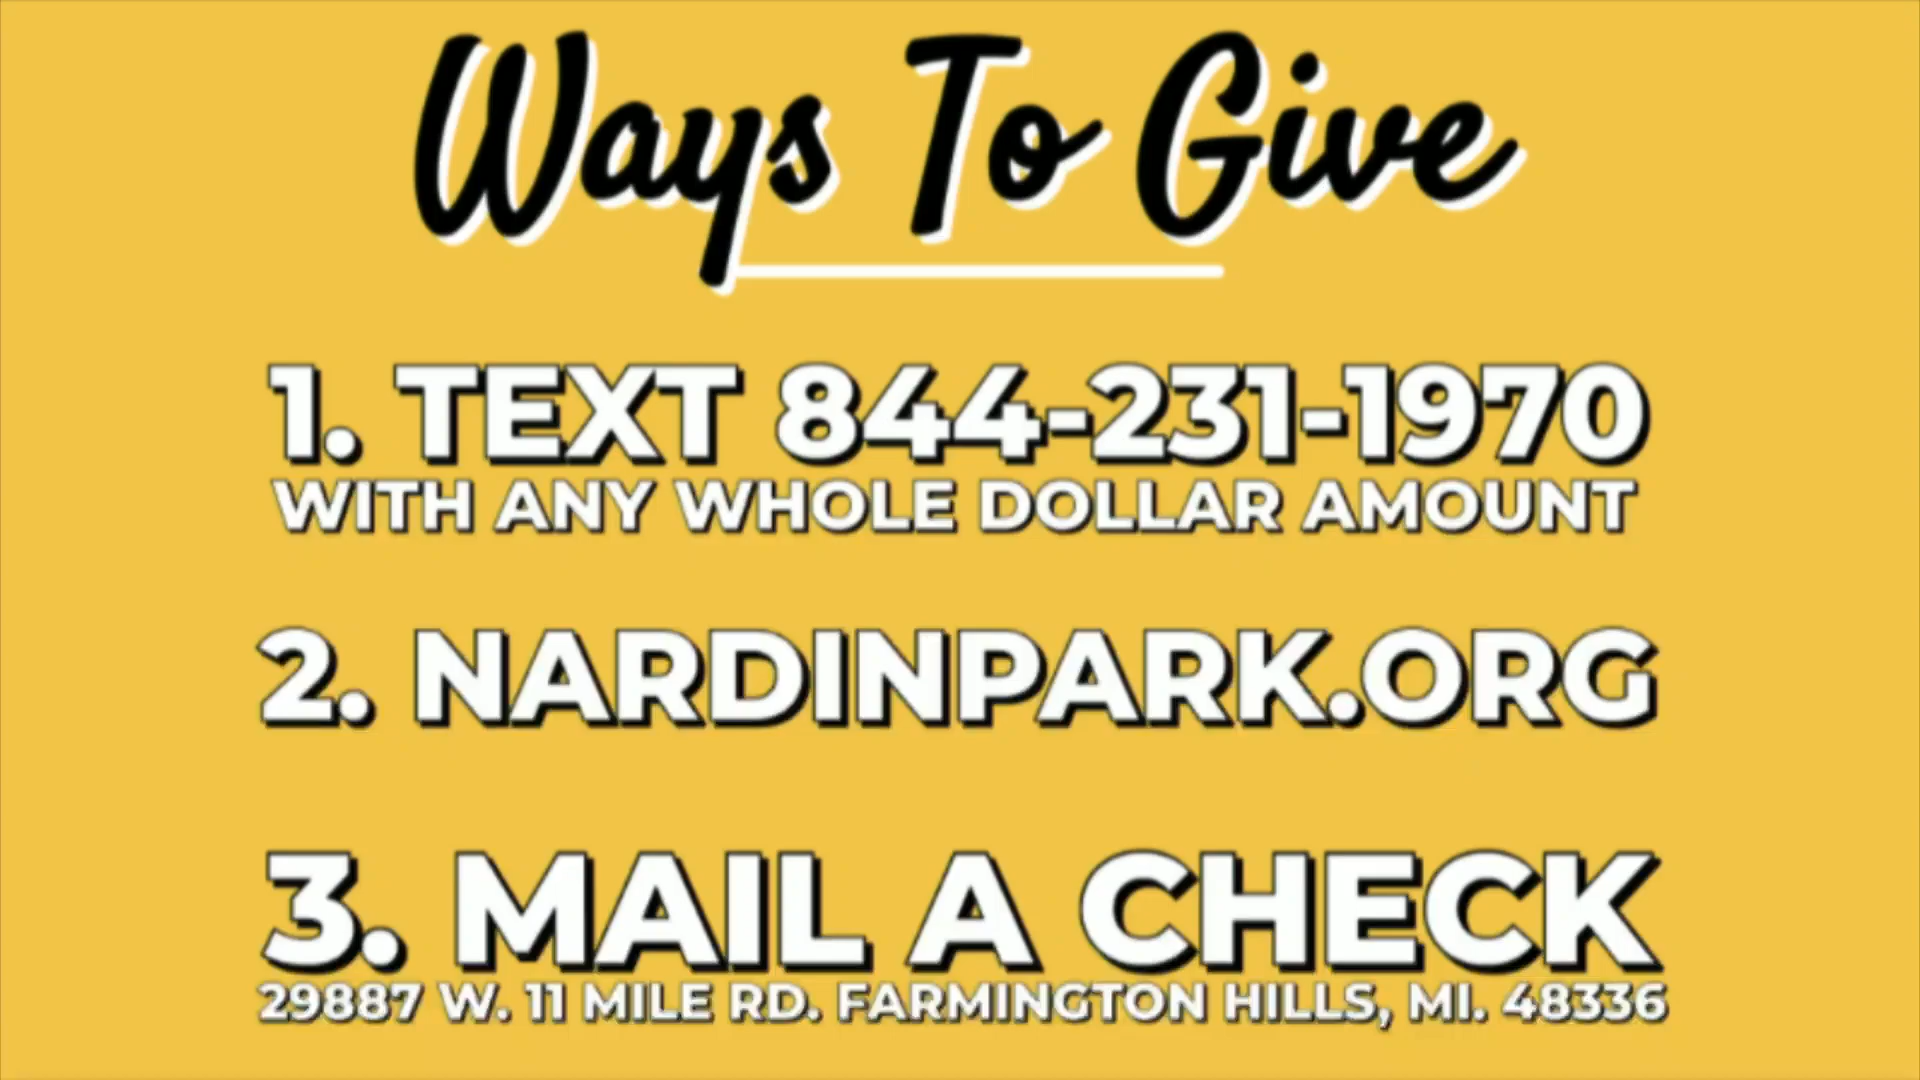 Ways To Give
1. TEXT 844-231-1970
WITH ANY WHOLE DOLLAR AMOUNT
2. NARDINPARK.ORG
3. MAIL A CHECK
29887 W. 11 MILE RD. FARMINGTON HILLS, MI. 48336